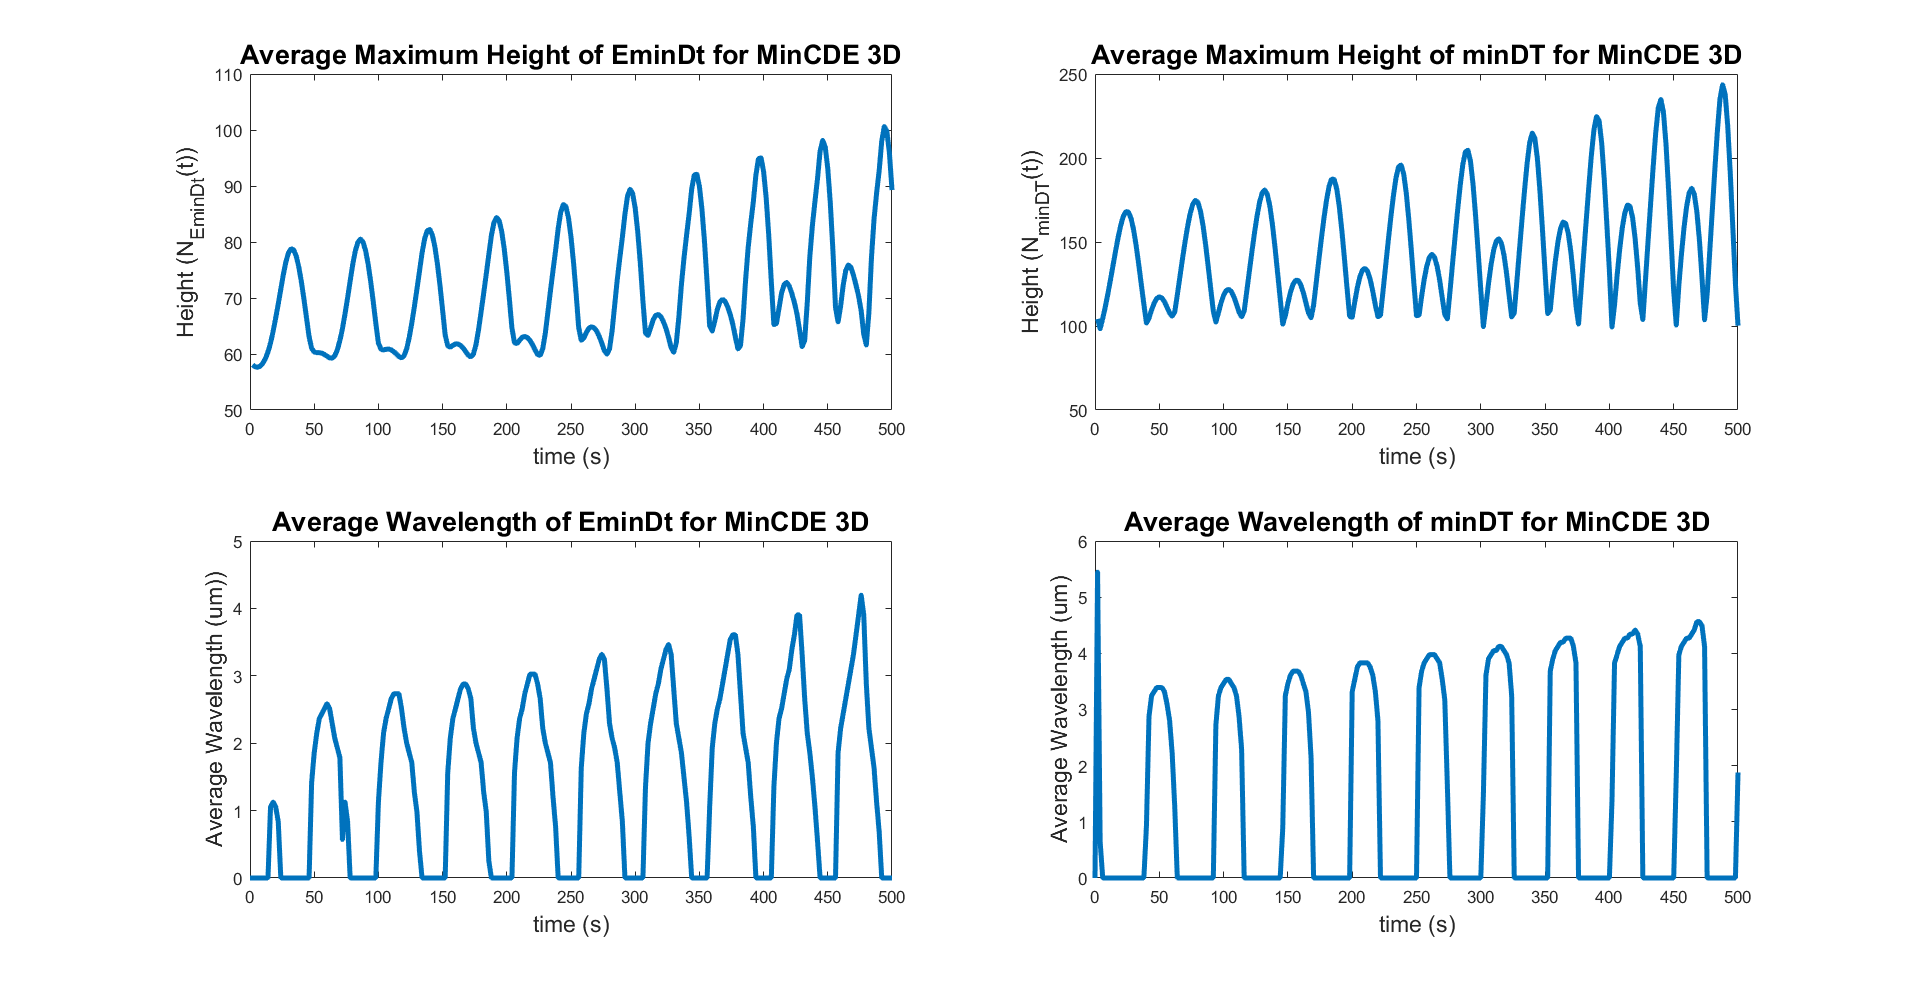 Average Maximum Height of EminDt for MinCDE 3D
Height (N_EminDt(t))
110
100
90
80
70
60
50
0 50 100 150 200 250 300 350 400 450 500
time (s)
Average Maximum Height of minDT for MinCDE 3D
Height (N_minDT(t))
250
200
150
100
50
0 50 100 150 200 250 300 350 400 450 500
time (s)
Average Wavelength of EminDt for MinCDE 3D
Average Wavelength (um))
5
4
3
2
1
0
0 50 100 150 200 250 300 350 400 450 500
time (s)
Average Wavelength of minDT for MinCDE 3D
Average Wavelength (um)
6
5
4
3
2
1
0
0 50 100 150 200 250 300 350 400 450 500
time (s)